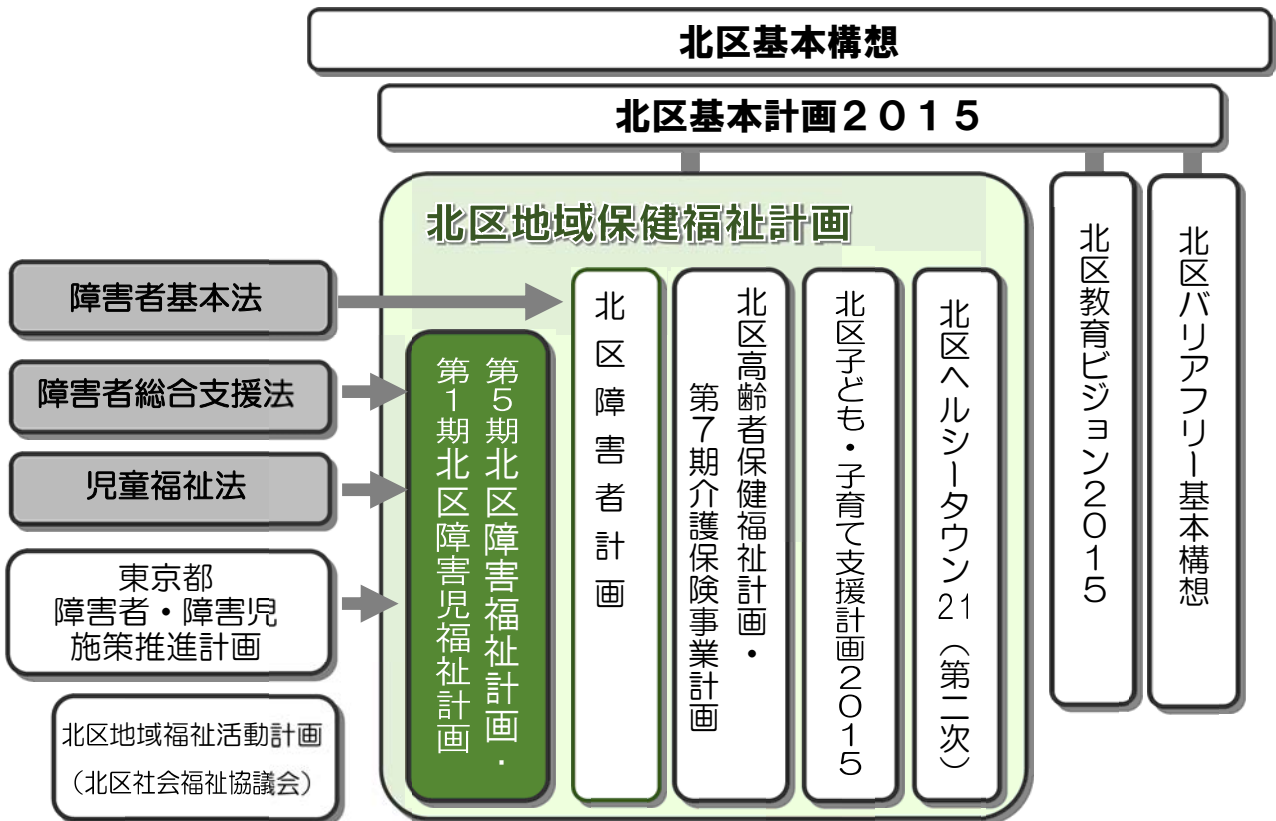 北区基本構想
北区基本計画２０１５
北区地域保健福祉計画
障害者基本法
障害者総合支援法
児童福祉法
東京都
障害者・障害児
施策推進計画
北区地域福祉活動計画
（北区社会福祉協議会）
第５期北区障害福祉計画・
第１期北区障害児福祉計画
北区障害者計画
北区高齢者保健福祉計画・
第７期介護保険事業計画
北区子ども・子育て支援計画２０１５
北区ヘルシータウン21（第二次）
北区教育ビジョン２０１５
北区バリアフリー基本構想